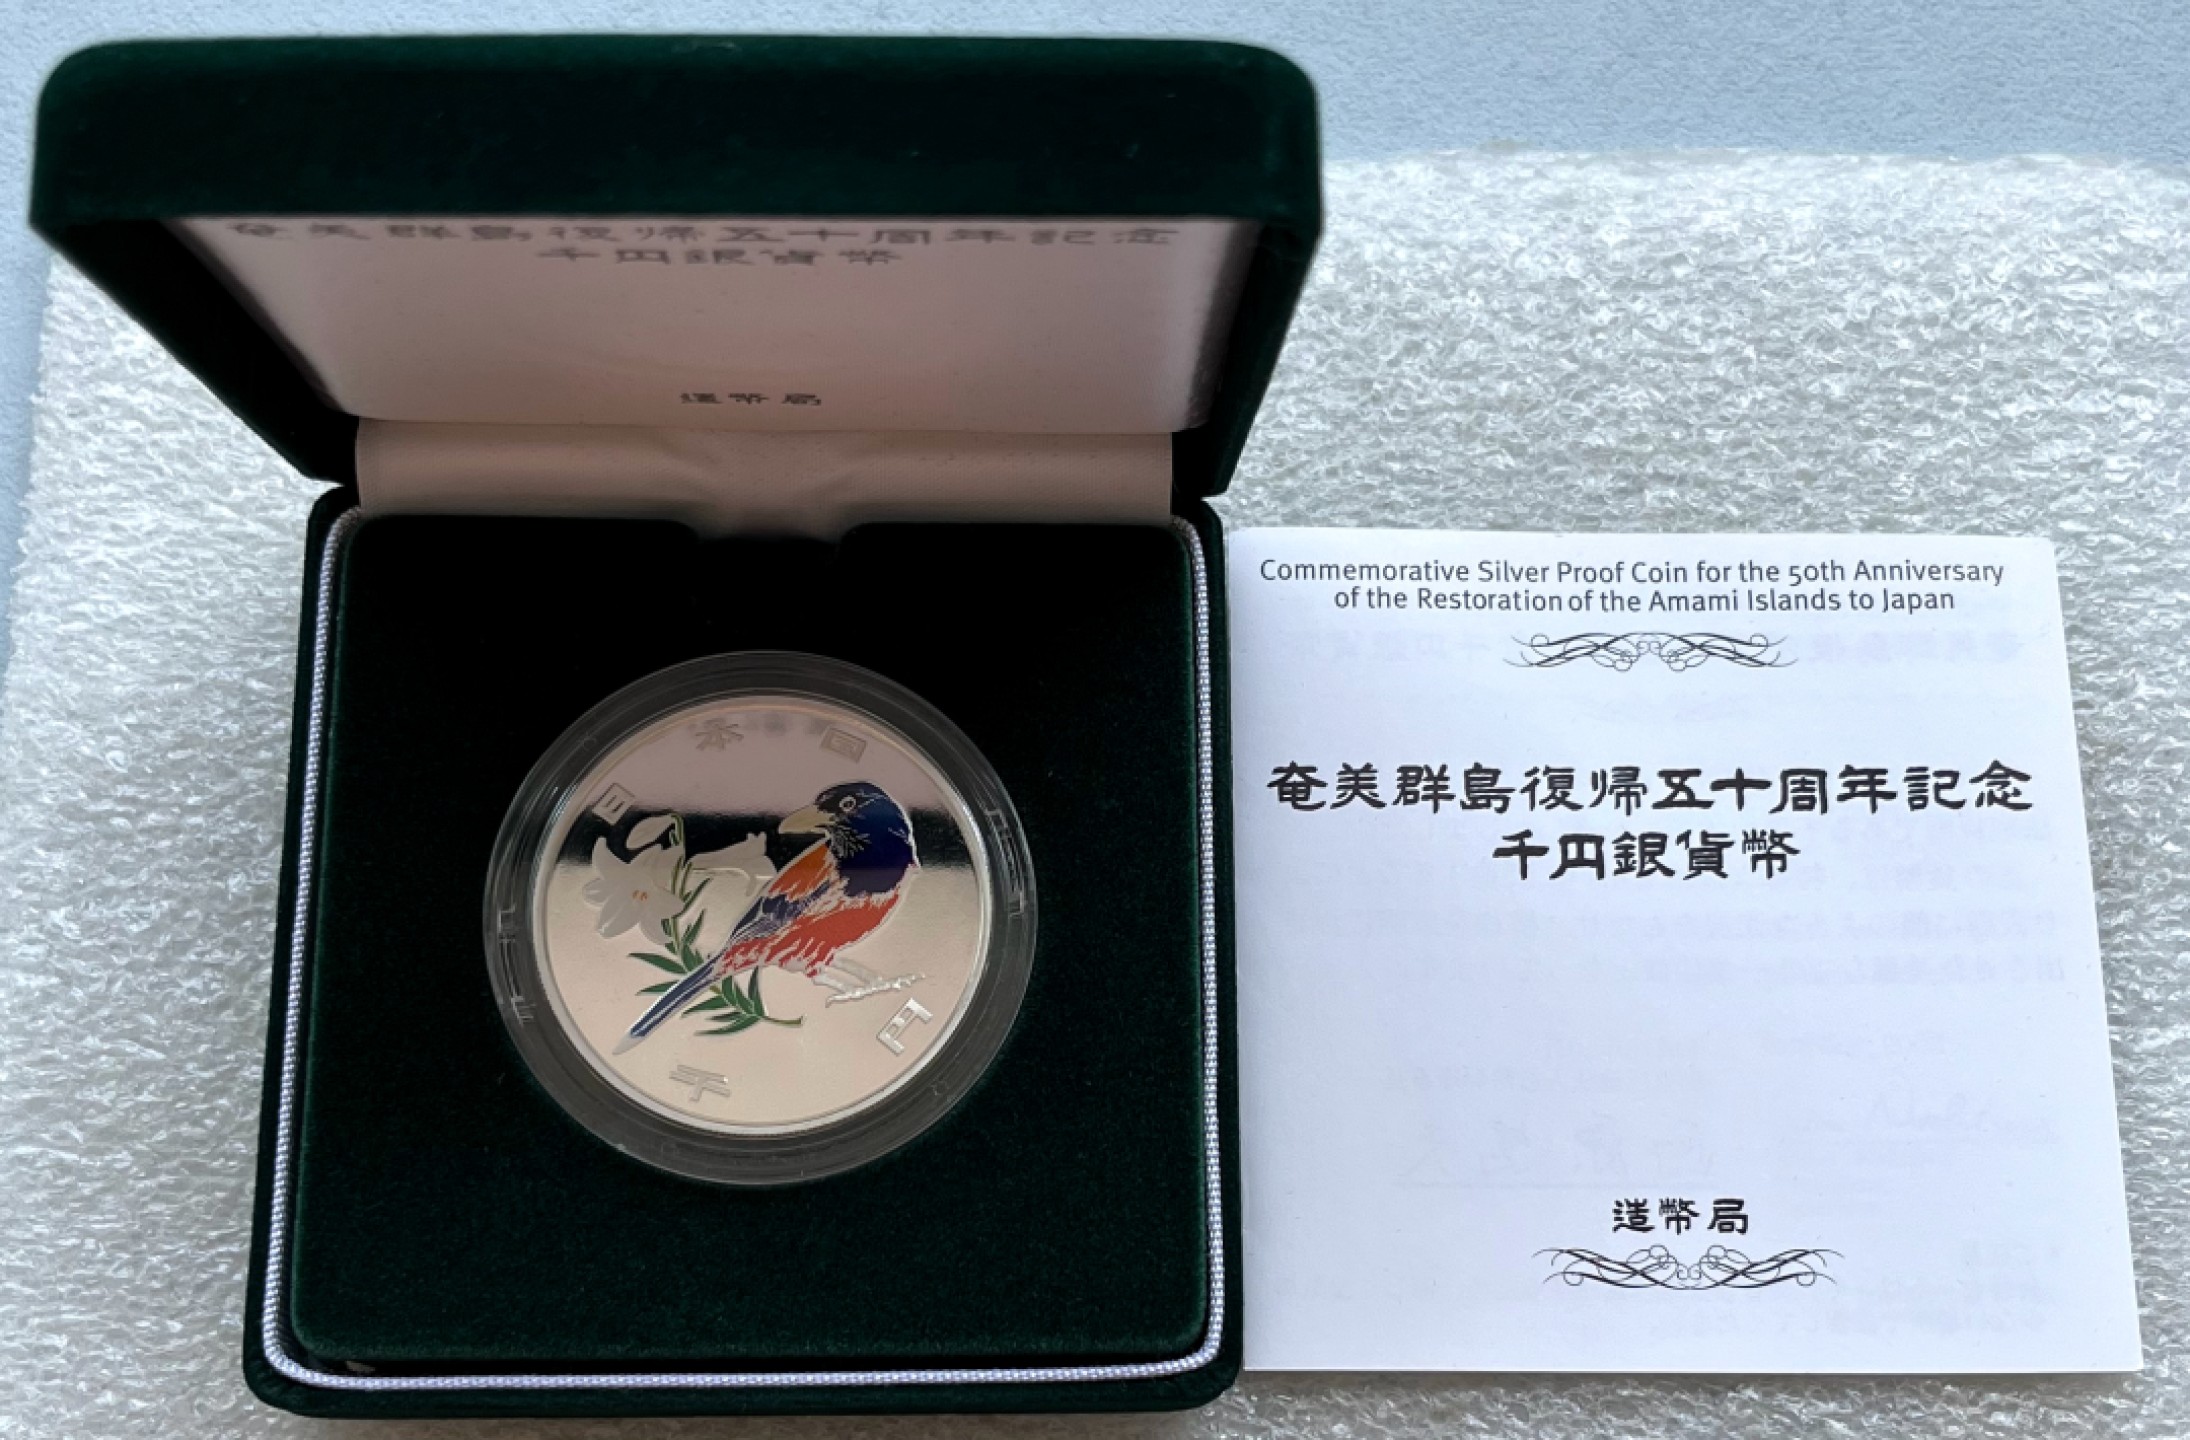 奄美群島復帰五十周年記念
千円銀貨幣
造幣局
日本国
千円
Commemorative Silver Proof Coin for the 50th Anniversary
of the Restoration of the Amami Islands to Japan
奄美群島復帰五十周年記念
千円銀貨幣
造幣局